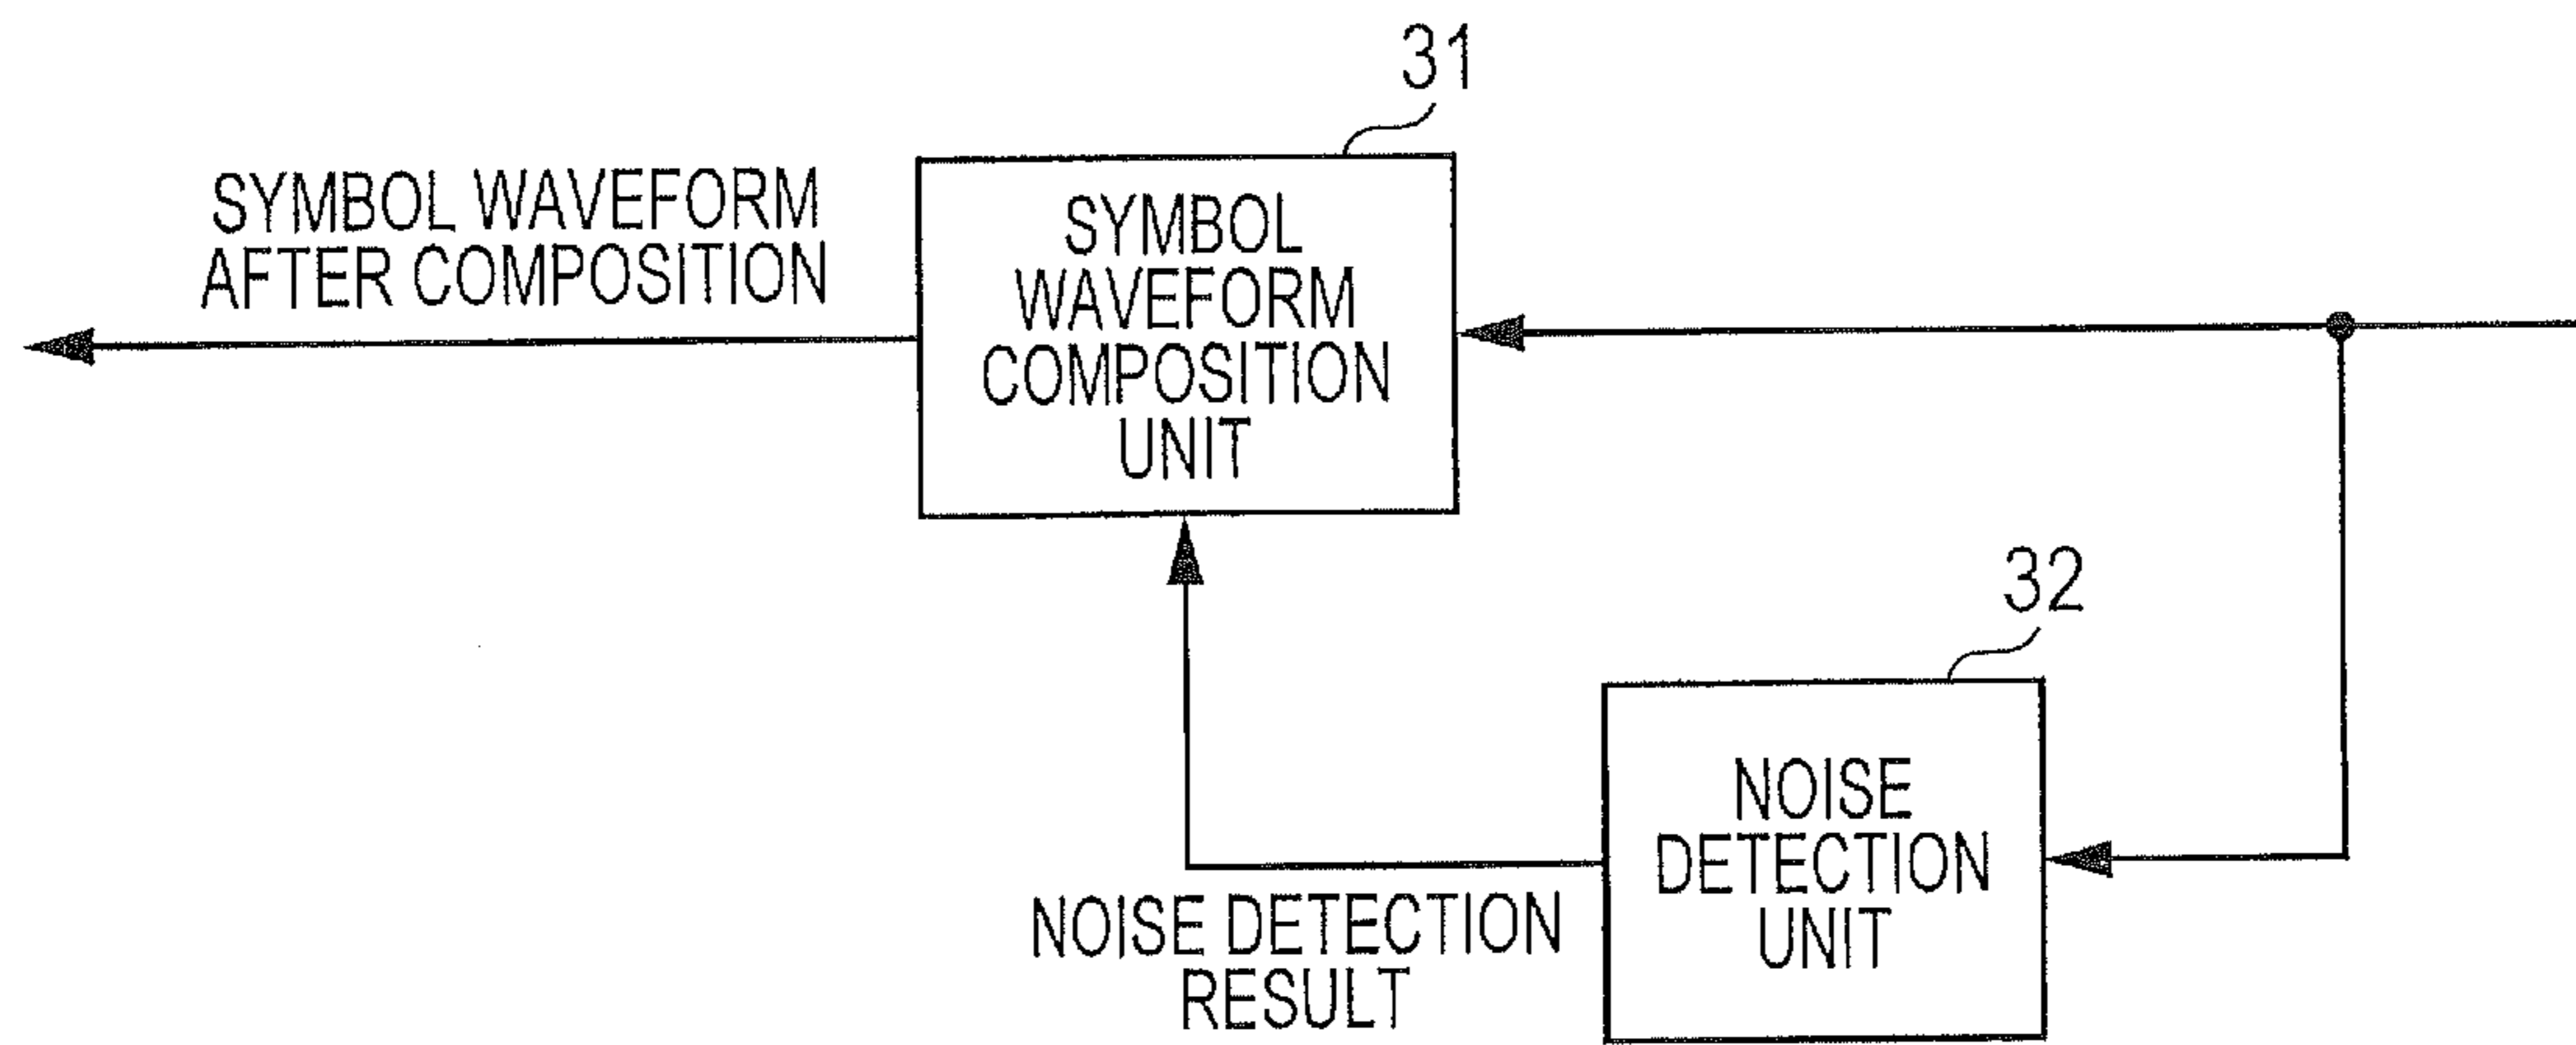 31
SYMBOL WAVEFORM
AFTER COMPOSITION
SYMBOL
WAVEFORM
COMPOSITION
UNIT
32
NOISE
DETECTION
UNIT
NOISE DETECTION
RESULT